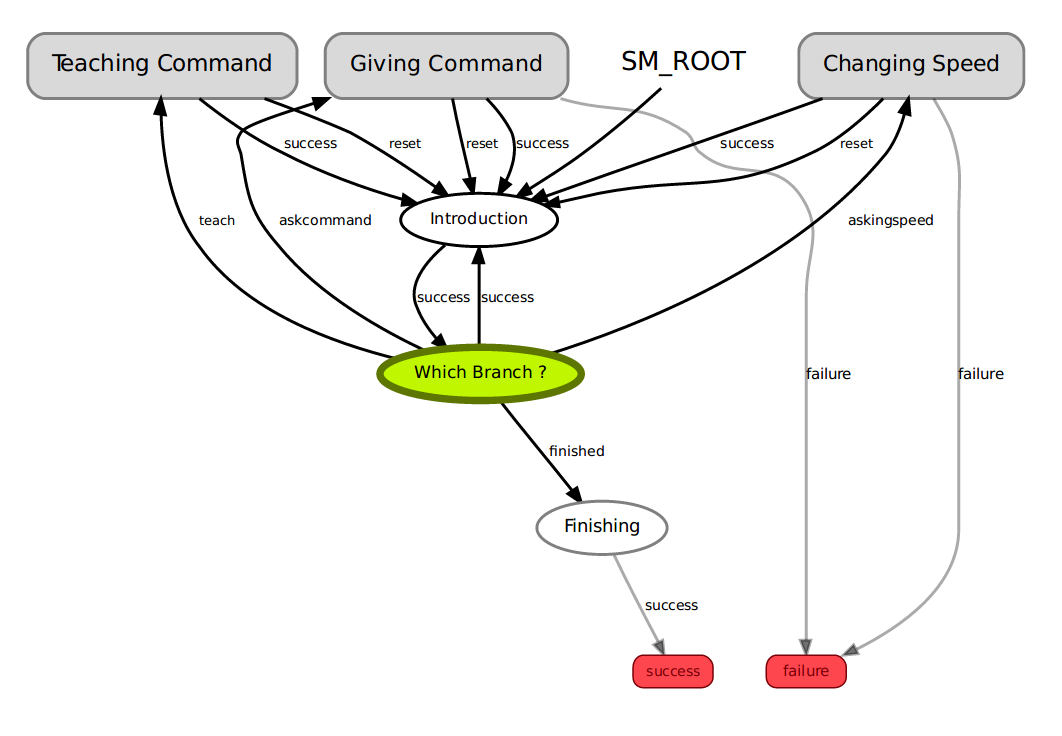 Teaching Command
Giving Command
SM_ROOT
Changing Speed
success
reset
reset
success
success
reset
Introduction
teach
askcommand
askingspeed
success
success
Which Branch ?
failure
failure
finished
Finishing
success
success
failure